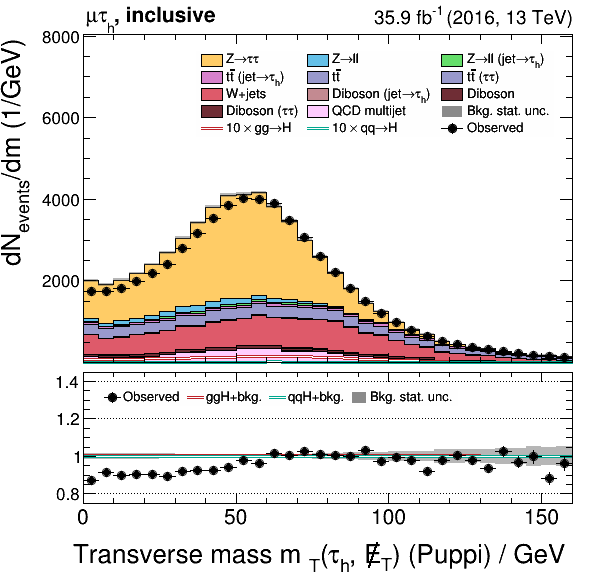 μτh, inclusive 35.9 fb-1 (2016, 13 TeV)
8000
6000
4000
2000
dNevents/dm (1/GeV)
Z→ττ Z→ll Z→ll (jet→τh)
tt̄ (jet→τh) tt̄ tt̄ (ττ)
W+jets Diboson (jet→τh) Diboson
Diboson (ττ) QCD multijet Bkg. stat. unc.
10 × gg→H 10 × qq→H Observed
1.4
1.2
1
0.8
Observed ggH+bkg. qqH+bkg. Bkg. stat. unc.
0 50 100 150
Transverse mass m T(τh, E̸T) (Puppi) / GeV